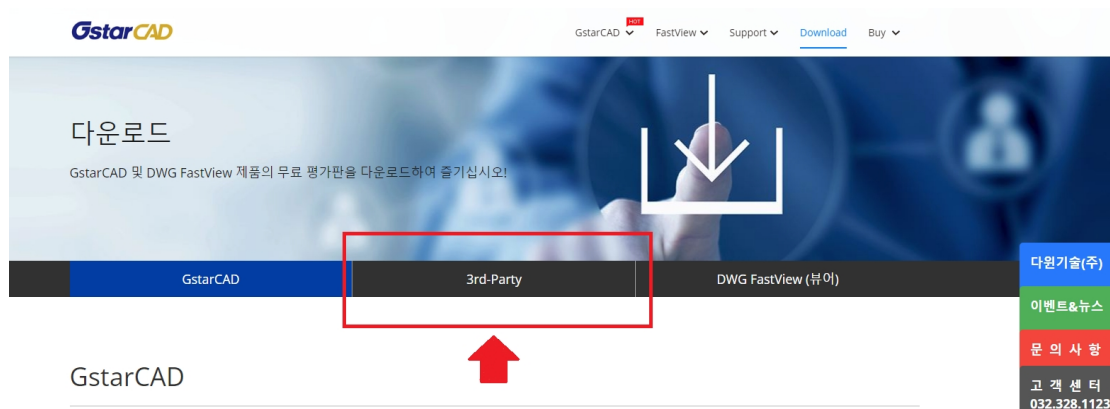 GstarCAD
HOT
GstarCAD FastView Support Download Buy
다운로드
GstarCAD 및 DWG FastView 제품의 무료 평가판을 다운로드하여 즐기십시오!
GstarCAD 3rd-Party DWG FastView (뷰어)
다윈기술(주)
이벤트&뉴스
문 의 사 항
고 객 센 터
032.328.1123
GstarCAD